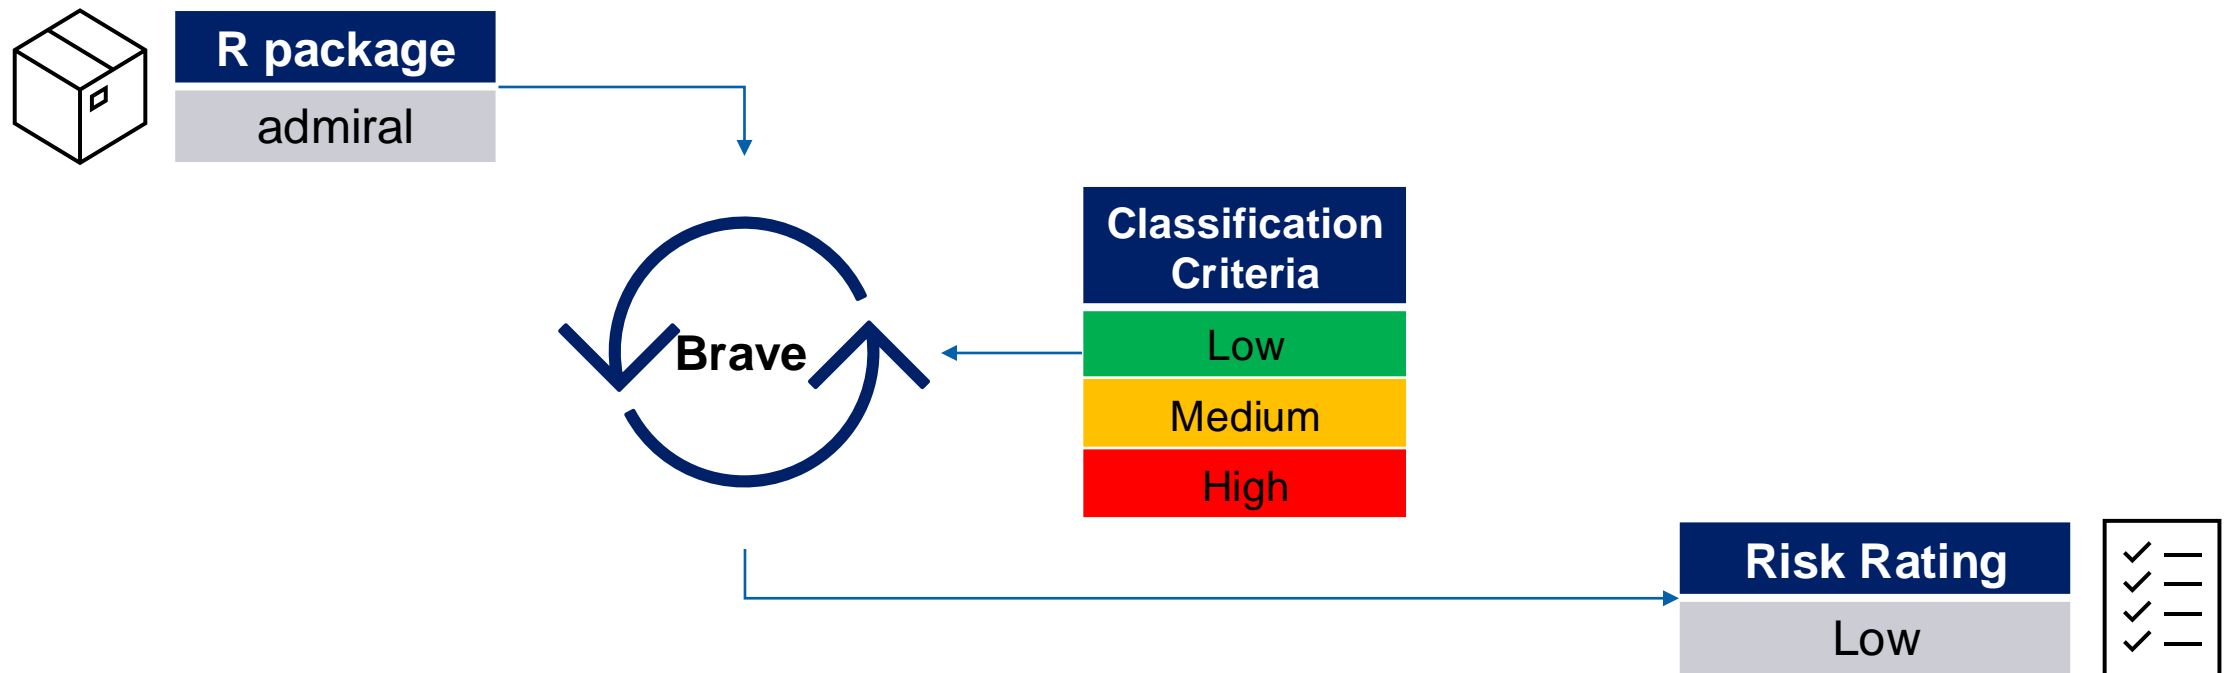 R package
admiral
Classification
Criteria
Brave
Low
Medium
High
Risk Rating
Low